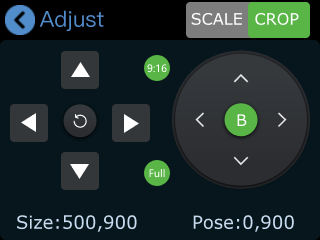 Adjust
SCALE CROP
9:16
B
Full
Size:500,900
Pose:0,900